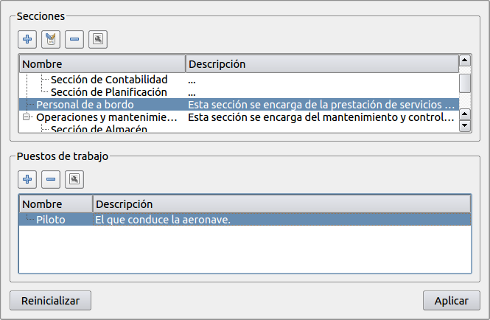 Secciones
Nombre Descripción
Sección de Contabilidad ...
Sección de Planificación ...
Personal de a bordo Esta sección se encarga de la prestación de servicios ...
Operaciones y mantenimie... Esta sección se encarga del mantenimiento y control...
Sección de Almacén
Puestos de trabajo
Nombre Descripción
Piloto El que conduce la aeronave.
Reinicializar Aplicar